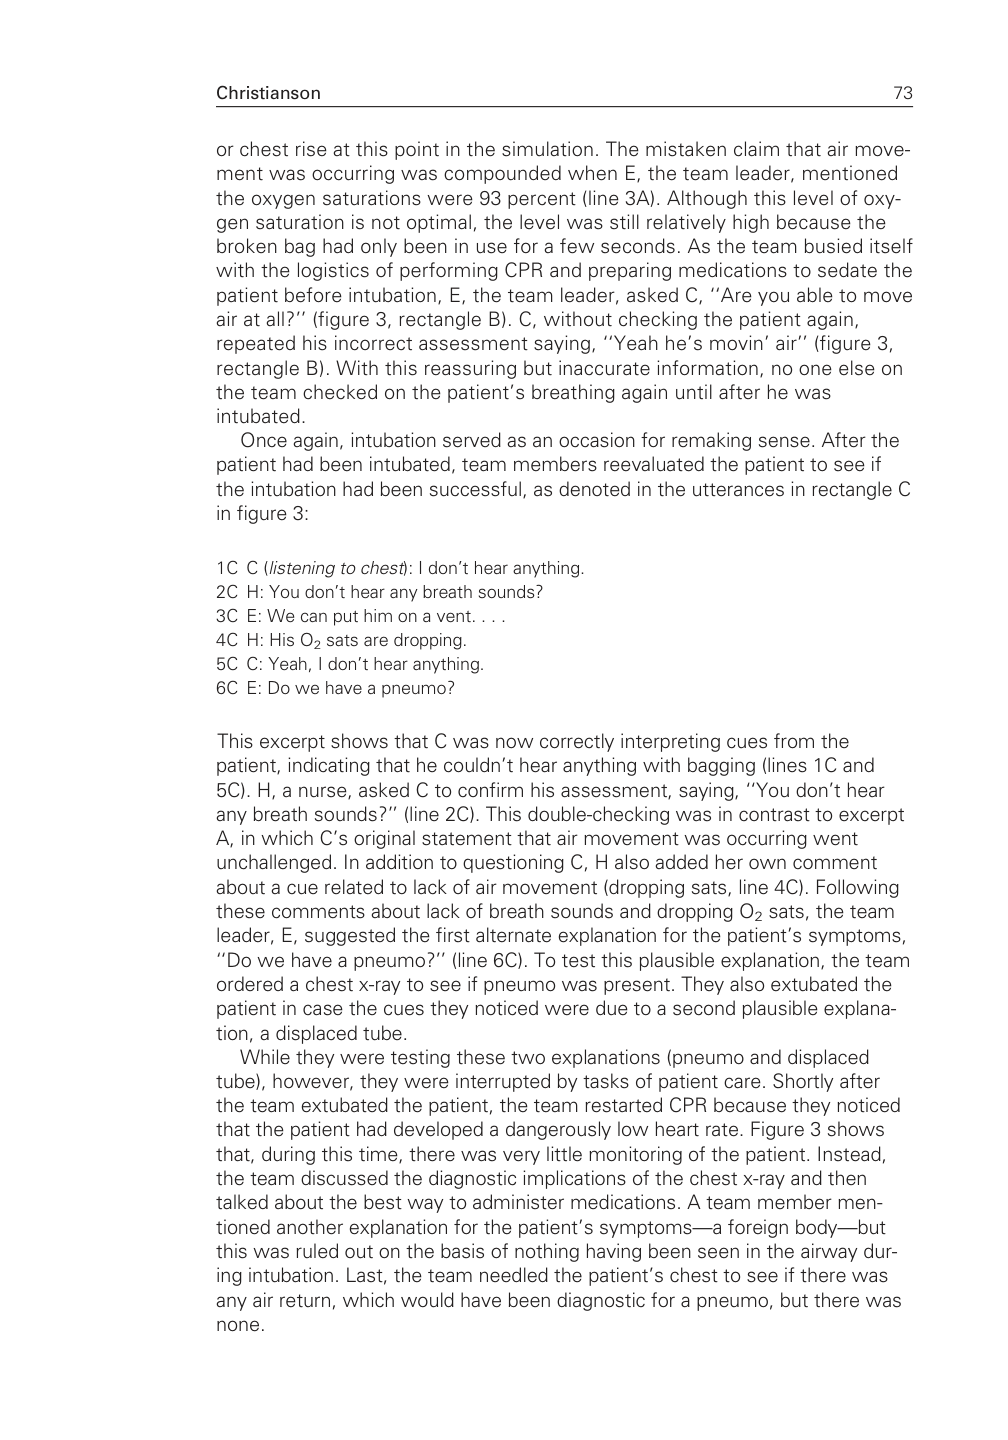 Christianson 73
or chest rise at this point in the simulation. The mistaken claim that air move-
ment was occurring was compounded when E, the team leader, mentioned
the oxygen saturations were 93 percent (line 3A). Although this level of oxy-
gen saturation is not optimal, the level was still relatively high because the
broken bag had only been in use for a few seconds. As the team busied itself
with the logistics of performing CPR and preparing medications to sedate the
patient before intubation, E, the team leader, asked C, ‘‘Are you able to move
air at all?’’ (figure 3, rectangle B). C, without checking the patient again,
repeated his incorrect assessment saying, ‘‘Yeah he’s movin’ air’’ (figure 3,
rectangle B). With this reassuring but inaccurate information, no one else on
the team checked on the patient’s breathing again until after he was
intubated.
Once again, intubation served as an occasion for remaking sense. After the
patient had been intubated, team members reevaluated the patient to see if
the intubation had been successful, as denoted in the utterances in rectangle C
in figure 3:
1C C (listening to chest): I don’t hear anything.
2C H: You don’t hear any breath sounds?
3C E: We can put him on a vent. . . .
4C H: His O₂ sats are dropping.
5C C: Yeah, I don’t hear anything.
6C E: Do we have a pneumo?
This excerpt shows that C was now correctly interpreting cues from the
patient, indicating that he couldn’t hear anything with bagging (lines 1C and
5C). H, a nurse, asked C to confirm his assessment, saying, ‘‘You don’t hear
any breath sounds?’’ (line 2C). This double-checking was in contrast to excerpt
A, in which C’s original statement that air movement was occurring went
unchallenged. In addition to questioning C, H also added her own comment
about a cue related to lack of air movement (dropping sats, line 4C). Following
these comments about lack of breath sounds and dropping O₂ sats, the team
leader, E, suggested the first alternate explanation for the patient’s symptoms,
‘‘Do we have a pneumo?’’ (line 6C). To test this plausible explanation, the team
ordered a chest x-ray to see if pneumo was present. They also extubated the
patient in case the cues they noticed were due to a second plausible explana-
tion, a displaced tube.
While they were testing these two explanations (pneumo and displaced
tube), however, they were interrupted by tasks of patient care. Shortly after
the team extubated the patient, the team restarted CPR because they noticed
that the patient had developed a dangerously low heart rate. Figure 3 shows
that, during this time, there was very little monitoring of the patient. Instead,
the team discussed the diagnostic implications of the chest x-ray and then
talked about the best way to administer medications. A team member men-
tioned another explanation for the patient’s symptoms—a foreign body—but
this was ruled out on the basis of nothing having been seen in the airway dur-
ing intubation. Last, the team needled the patient’s chest to see if there was
any air return, which would have been diagnostic for a pneumo, but there was
none.